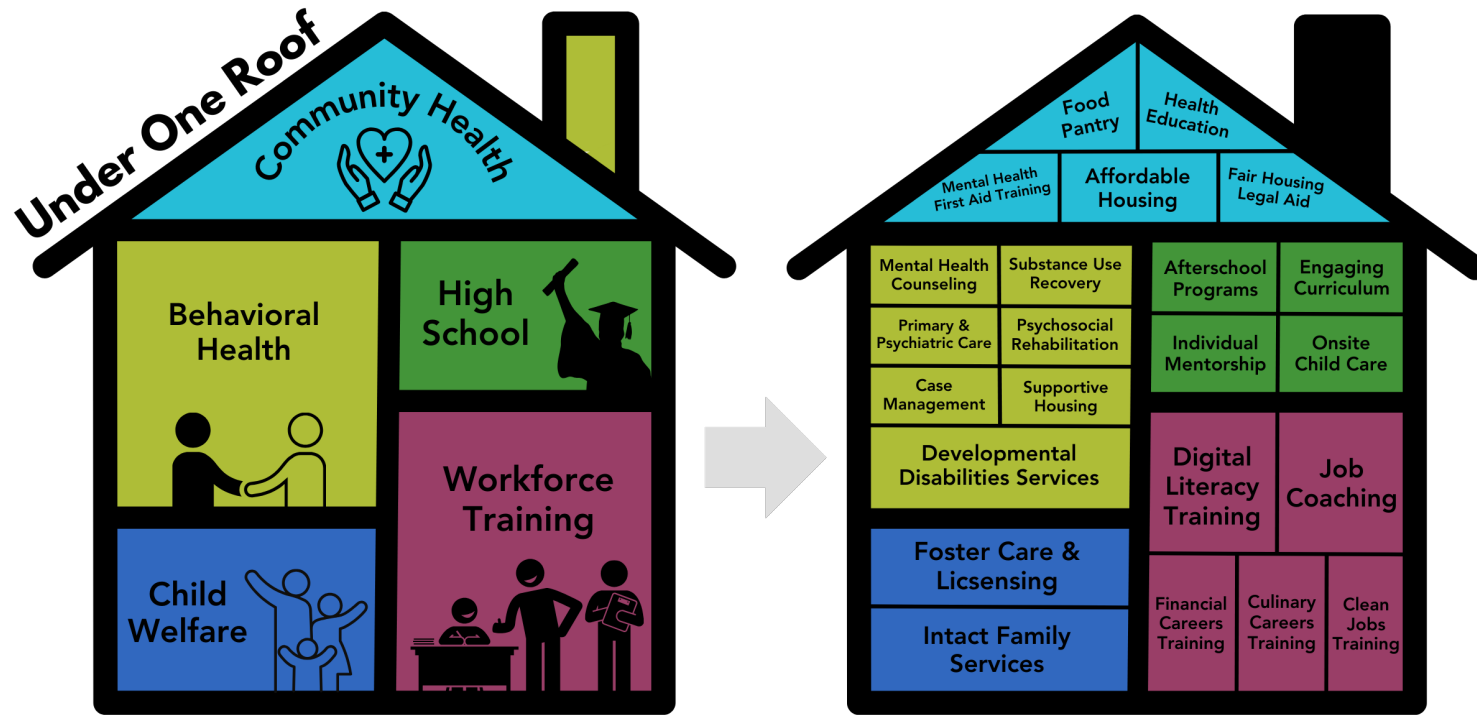 Under One Roof
Community Health
Behavioral
Health
High
School
Child
Welfare
Workforce
Training
Food
Pantry
Health
Education
Mental Health
First Aid Training
Affordable
Housing
Fair Housing
Legal Aid
Mental Health
Counseling
Substance Use
Recovery
Primary &
Psychiatric Care
Psychosocial
Rehabilitation
Case
Management
Supportive
Housing
Developmental
Disabilities Services
Afterschool
Programs
Engaging
Curriculum
Individual
Mentorship
Onsite
Child Care
Foster Care &
Licsensing
Intact Family
Services
Digital
Literacy
Training
Job
Coaching
Financial
Careers
Training
Culinary
Careers
Training
Clean
Jobs
Training